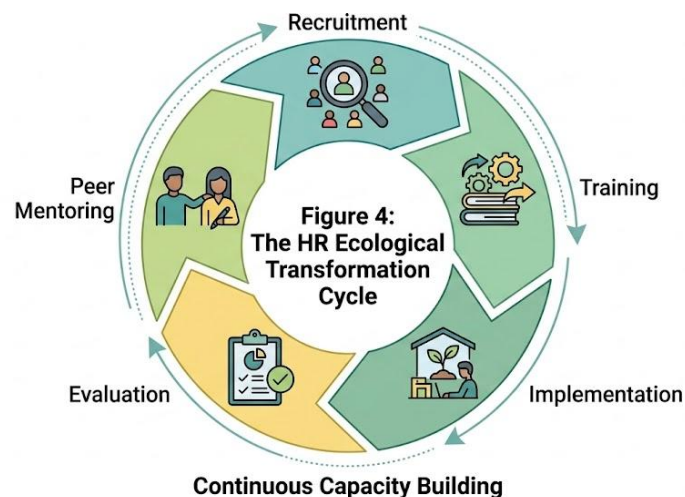 Recruitment
Training
Implementation
Evaluation
Peer
Mentoring
Figure 4:
The HR Ecological
Transformation
Cycle
Continuous Capacity Building